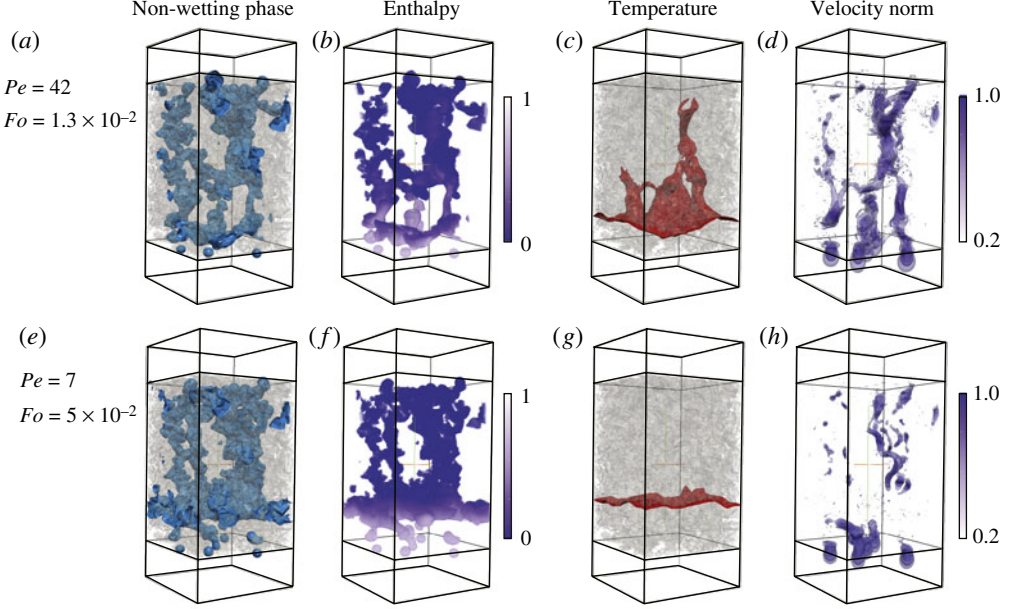 Non-wetting phase Enthalpy Temperature Velocity norm
(a) (b) (c) (d)
Pe = 42
Fo = 1.3 × 10⁻²
1 1.0
0 0.2
(e) (f) (g) (h)
Pe = 7
Fo = 5 × 10⁻²
1 1.0
0 0.2